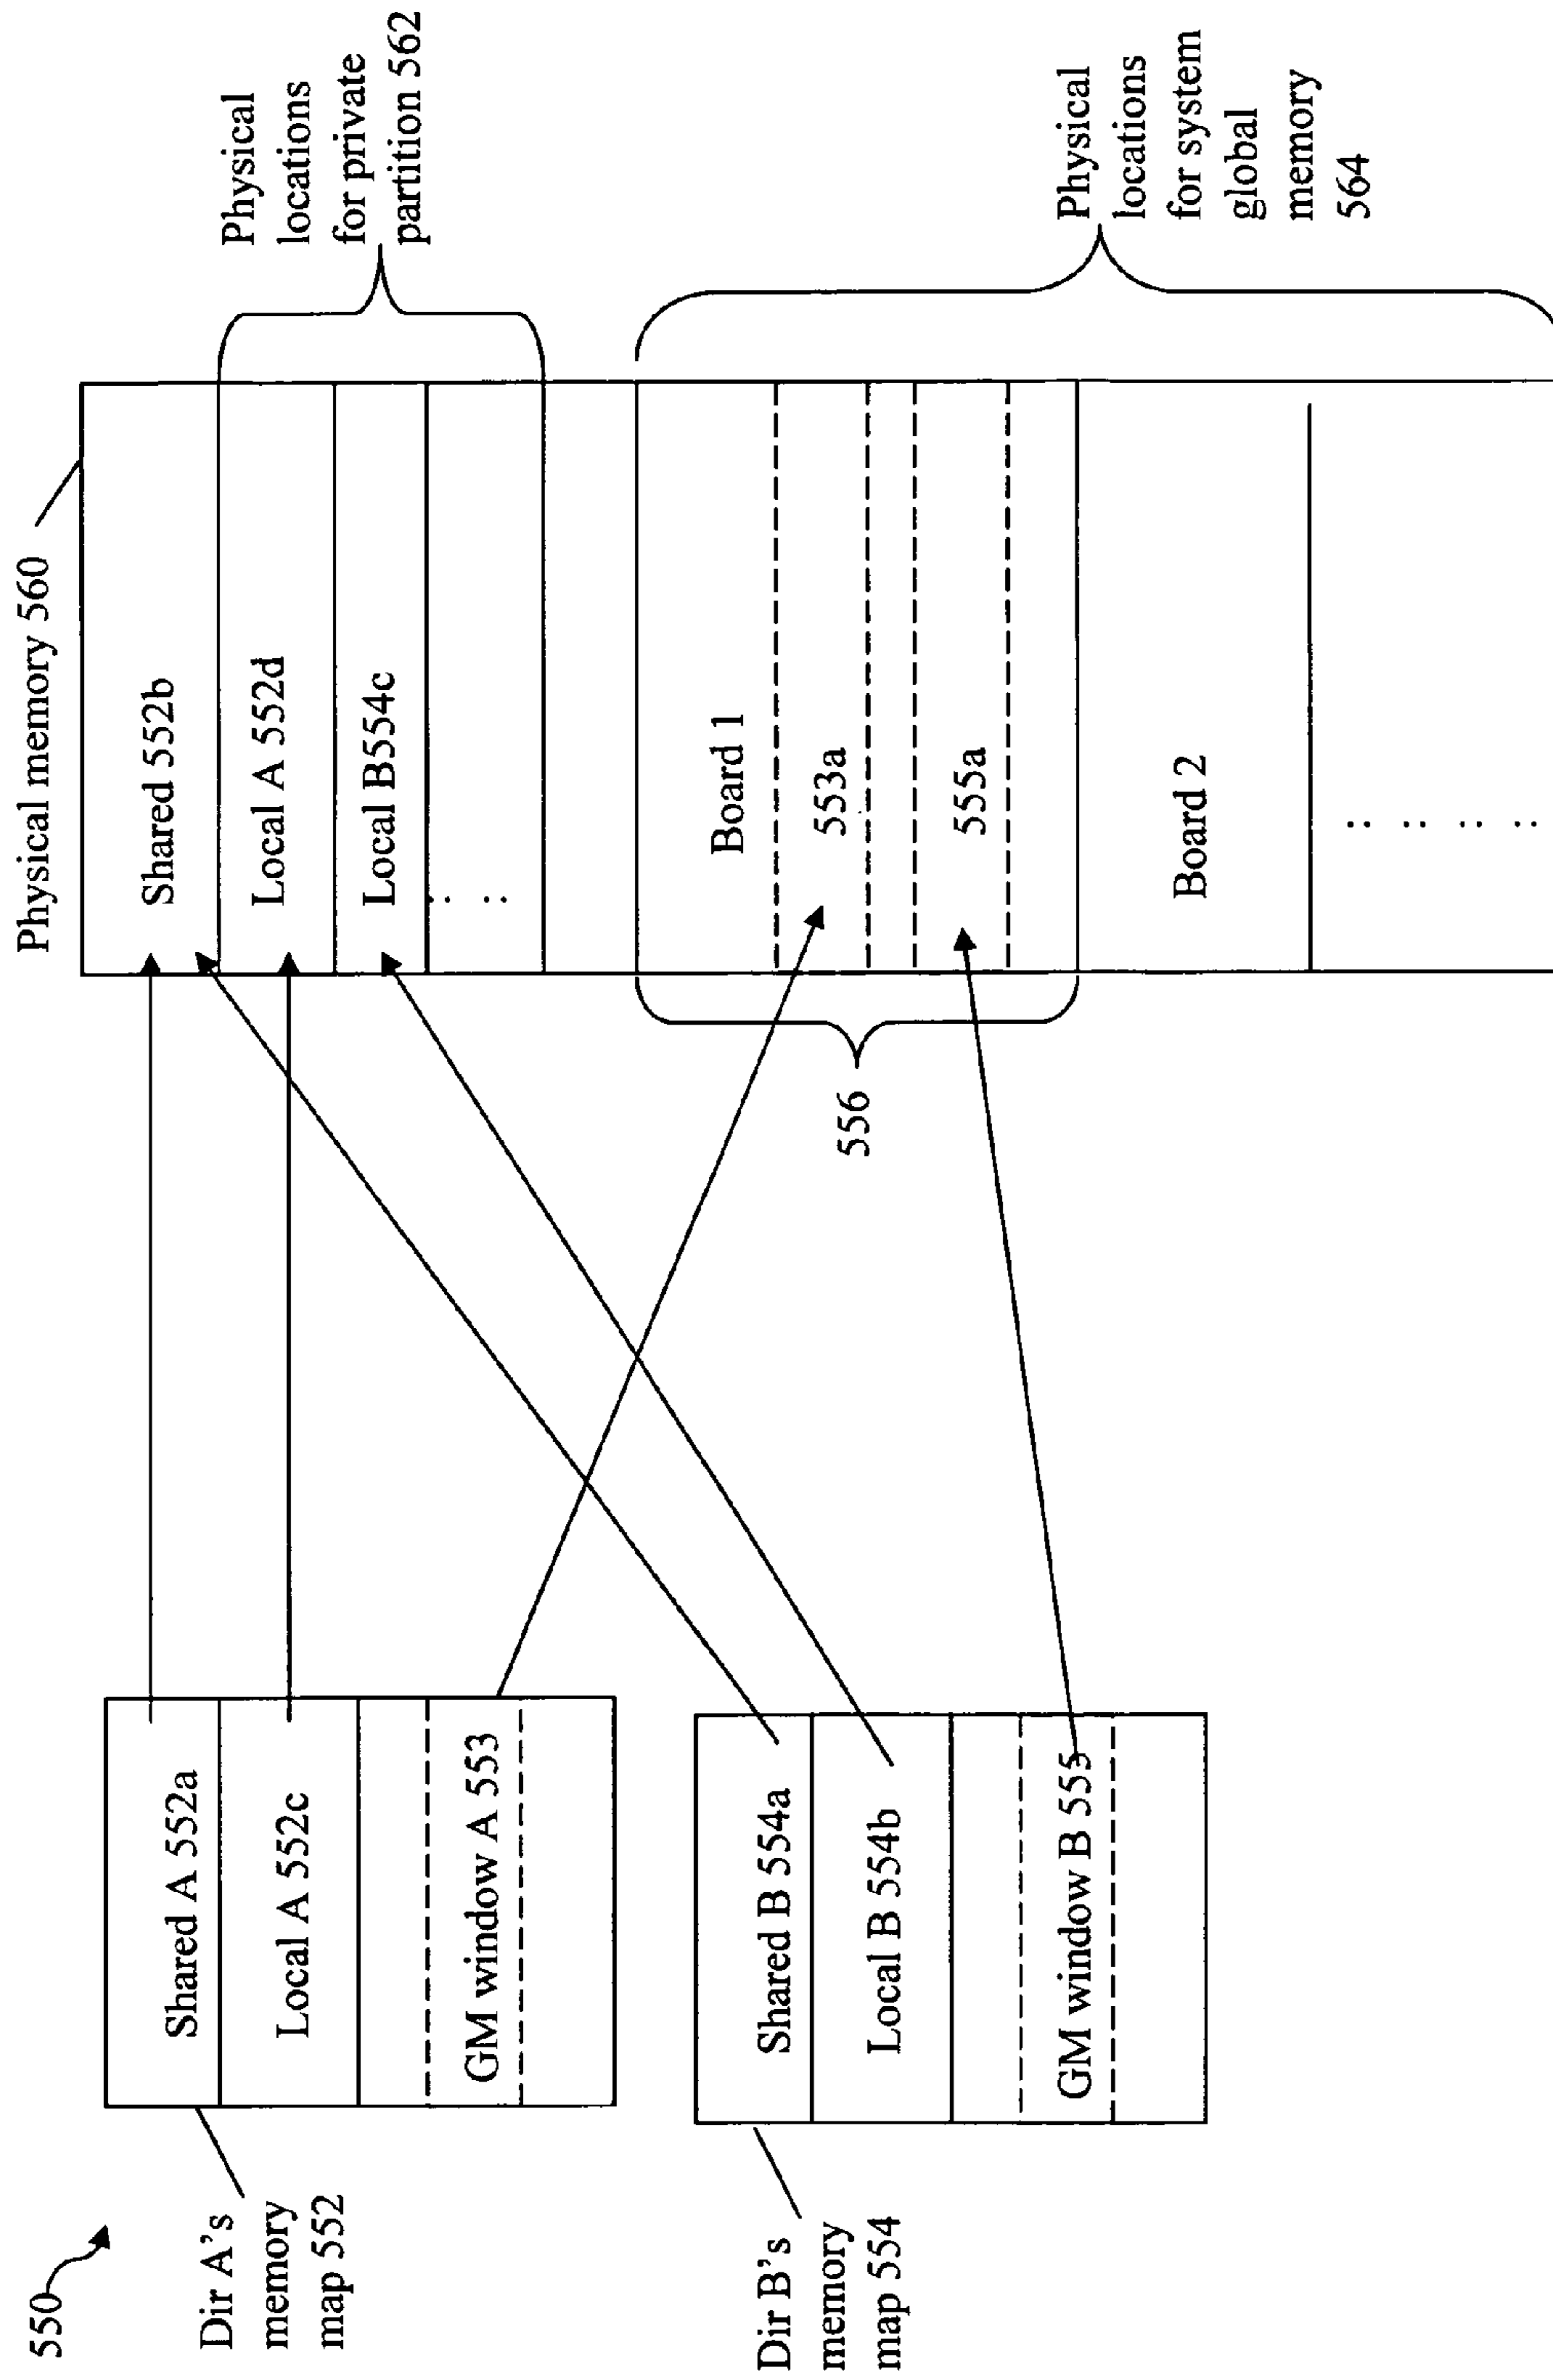 550
Dir A's
memory
map 552
Shared A 552a
Local A 552c
GM window A 553
Dir B's
memory
map 554
Shared B 554a
Local B 554b
GM window B 555
556
Physical memory 560
Shared 552b
Local A 552d
Local B554c
Board 1
553a
555a
Board 2
Physical
locations
for private
partition 562
Physical
locations
for system
global
memory
564